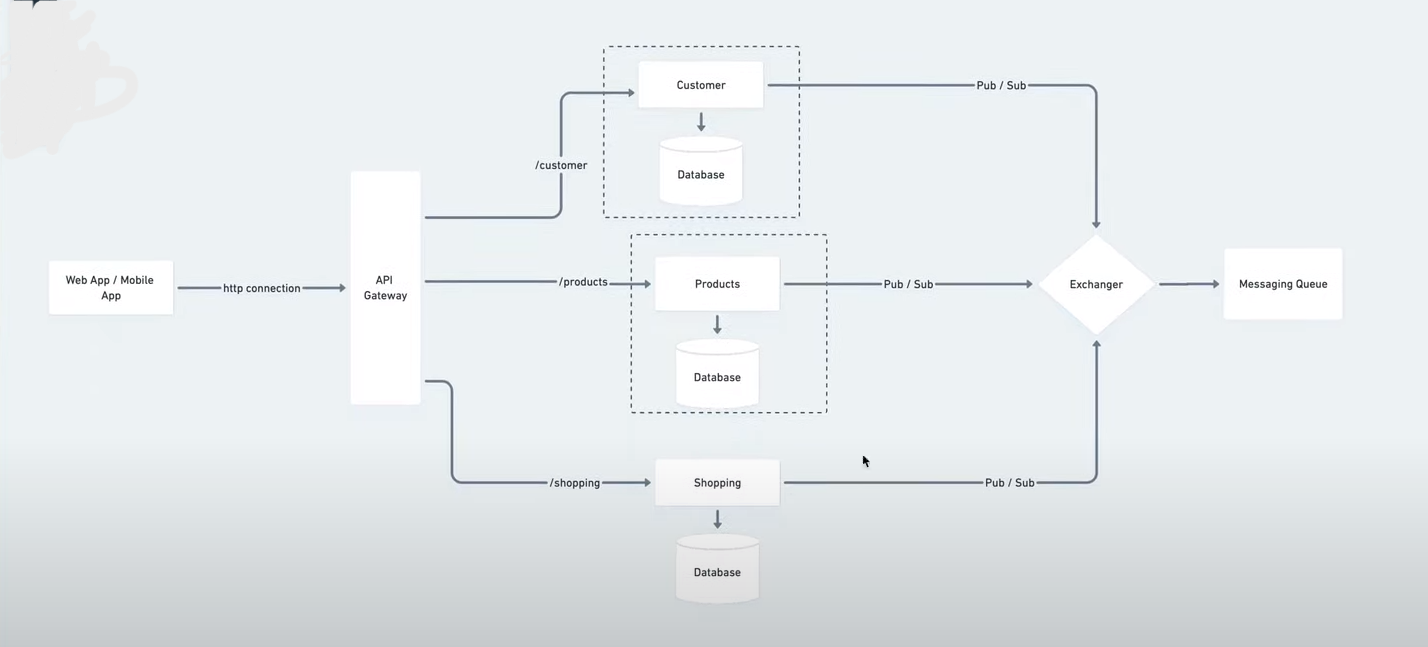 Customer
Pub / Sub
/customer
Database
Web App / Mobile
App
http connection
API
Gateway
/products
Products
Pub / Sub
Exchanger
Messaging Queue
Database
/shopping
Shopping
Pub / Sub
Database